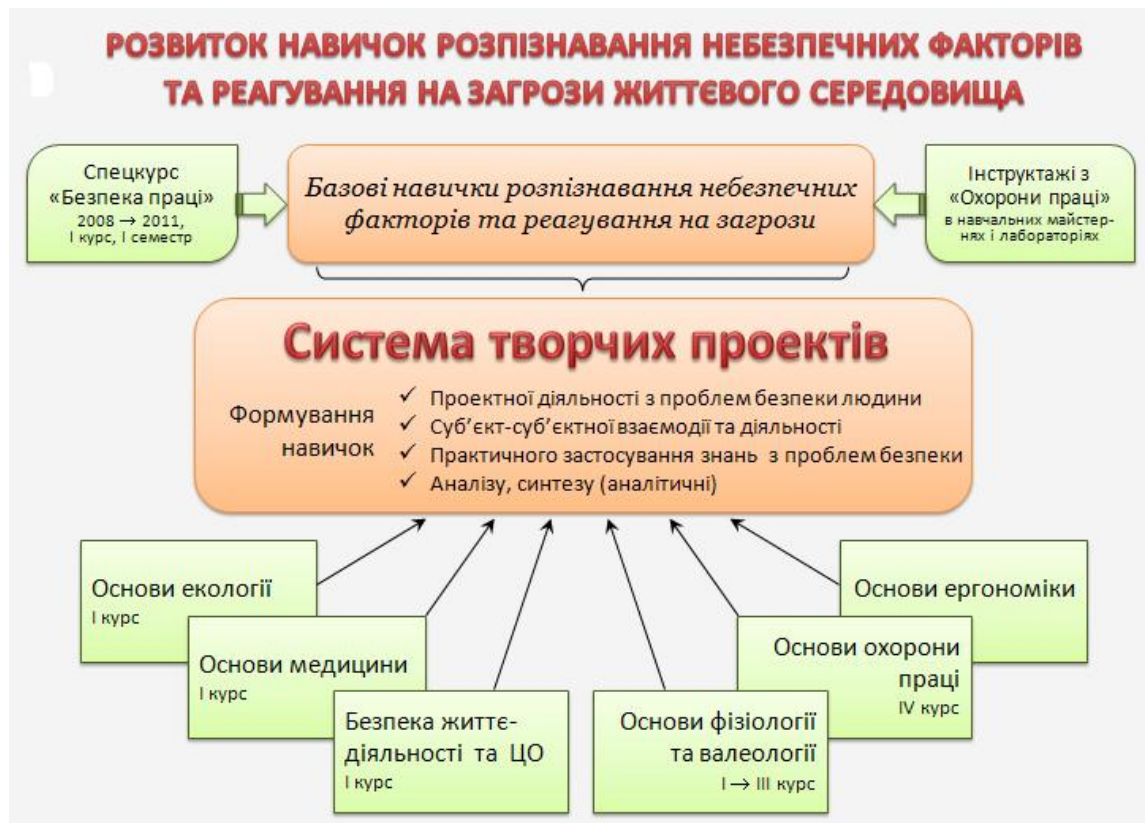 РОЗВИТОК НАВИЧОК РОЗПІЗНАВАННЯ НЕБЕЗПЕЧНИХ ФАКТОРІВ
ТА РЕАГУВАННЯ НА ЗАГРОЗИ ЖИТТЄВОГО СЕРЕДОВИЩА
Спецкурс
«Безпека праці»
2008 → 2011,
І курс, І семестр
Базові навички розпізнавання небезпечних
факторів та реагування на загрози
Інструктажі з
«Охорони праці»
в навчальних майстер-
нях і лабораторіях
Система творчих проектів
Формування
навичок
✓ Проектної діяльності з проблем безпеки людини
✓ Суб’єкт-суб’єктної взаємодії та діяльності
✓ Практичного застосування знань з проблем безпеки
✓ Аналізу, синтезу (аналітичні)
Основи екології
І курс
Основи медицини
І курс
Безпека життє-
діяльності та ЦО
І курс
Основи фізіології
та валеології
І → ІІІ курс
Основи охорони
праці
IV курс
Основи ергономіки